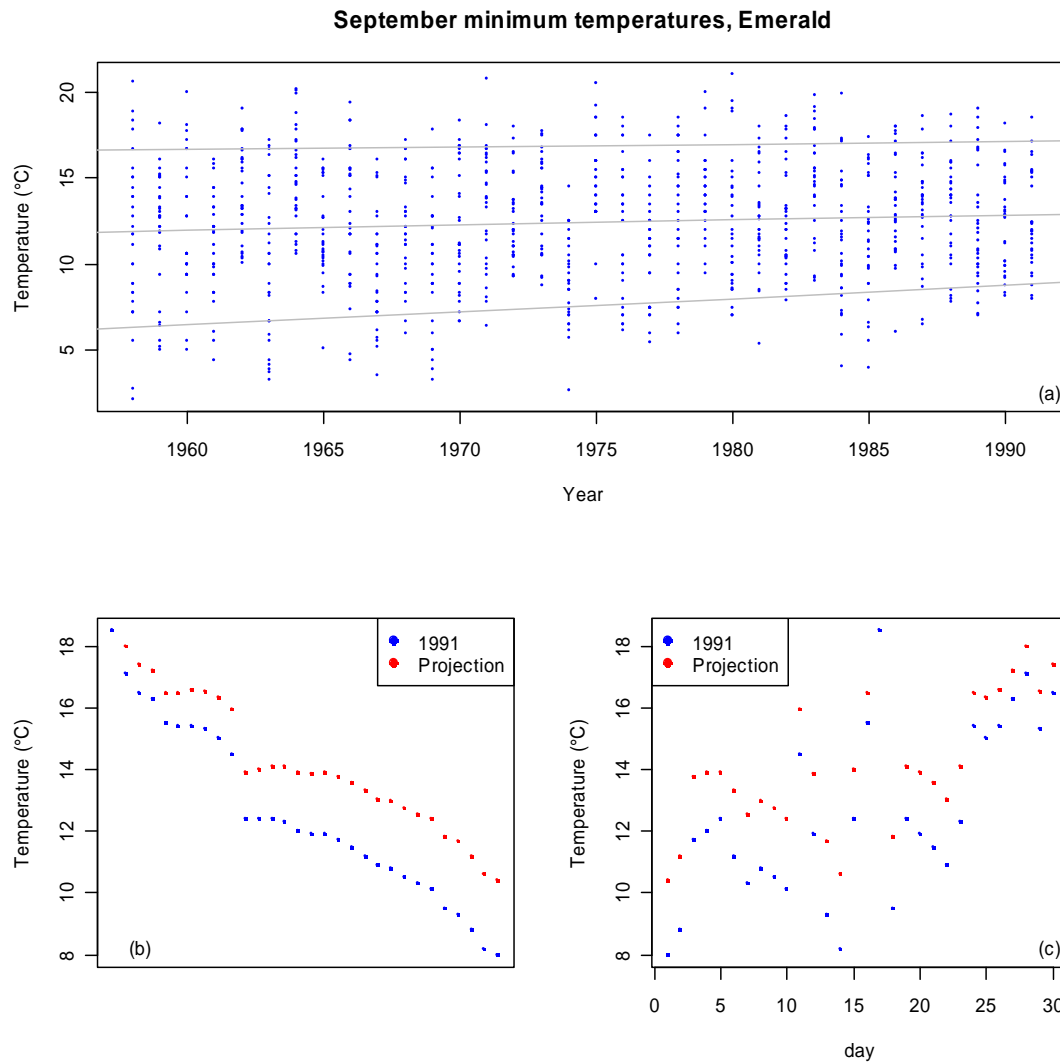 September minimum temperatures, Emerald
Temperature (°C)
20
15
10
5
(a)
1960 1965 1970 1975 1980 1985 1990
Year
Temperature (°C)
18
16
14
12
10
8
1991
Projection
(b)
Temperature (°C)
18
16
14
12
10
8
1991
Projection
(c)
0 5 10 15 20 25 30
day